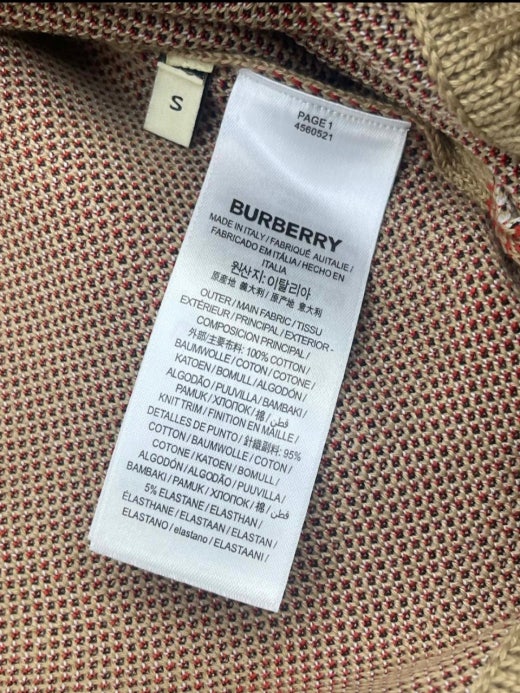 S
PAGE 1
4560521
BURBERRY
MADE IN ITALY / FABRIQUÉ AUITALIE /
FABRICADO EM ITÁLIA / HECHO EN
ITALIA
원산지: 이탈리아
原産地 義大利 / 原产地 意大利
OUTER / MAIN FABRIC / TISSU
EXTÉRIEUR / PRINCIPAL / EXTERIOR -
COMPOSICION PRINCIPAL /
外部/主要布料: 100% COTTON /
BAUMWOLLE / COTON / COTONE /
KATOEN / BOMULL / ALGODÓN /
ALGODÃO / PUUVILLA / BAMBAKI /
PAMUK / ХЛОПОК / 棉 / قطن /
KNIT TRIM / FINITION EN MAILLE /
DETALLES DE PUNTO / 針織副料: 95%
COTTON / BAUMWOLLE / COTON /
COTONE / KATOEN / BOMULL /
ALGODÓN / ALGODÃO / PUUVILLA /
BAMBAKI / PAMUK / ХЛОПОК / 棉 / قطن /
5% ELASTANE / ELASTHAN /
ÉLASTHANE / ELASTAAN / ELASTAN /
ELASTANO / elastano / ELASTAANI /